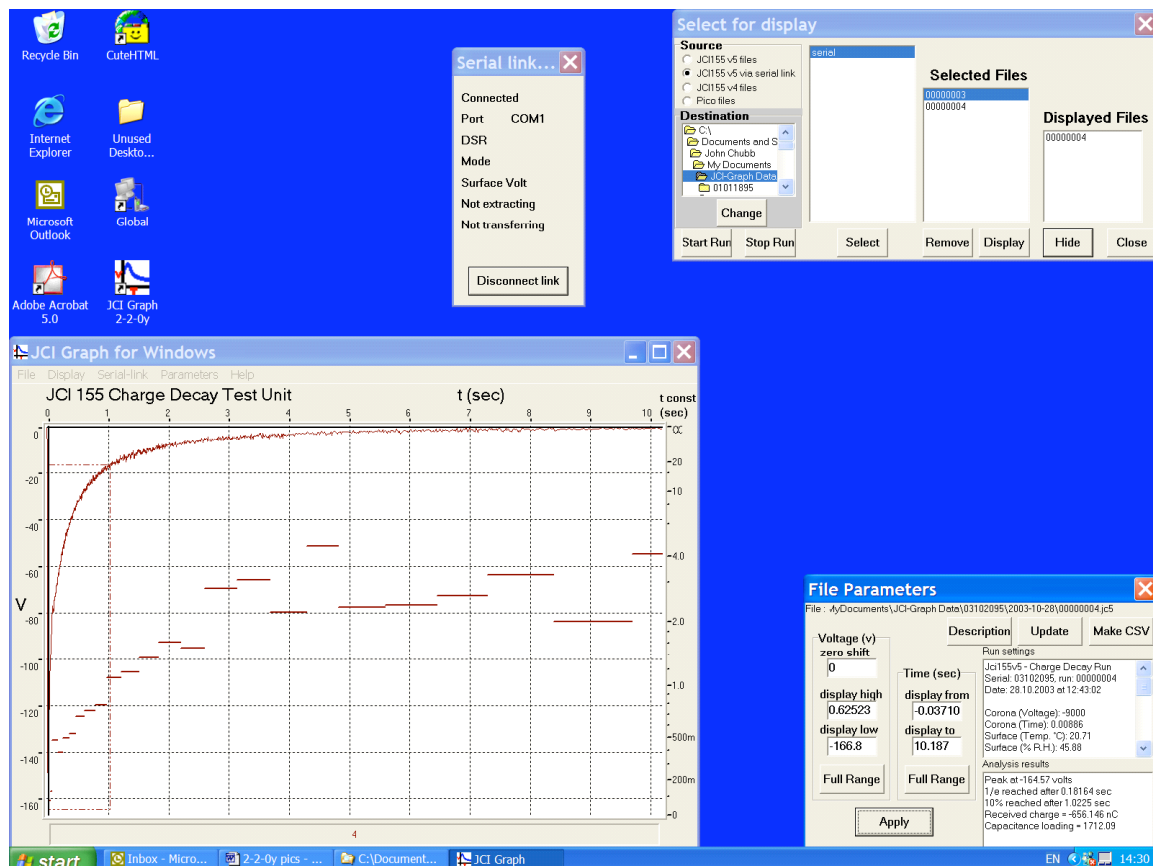 Recycle Bin
CuteHTML
Internet Explorer
Unused Deskto...
Microsoft Outlook
Global
Adobe Acrobat 5.0
JCI Graph 2-2-0y
Serial link...
Connected
Port COM1
DSR
Mode
Surface Volt
Not extracting
Not transferring
Disconnect link
Select for display
Source
JCI155 v5 files
JCI155 v5 via serial link
JCI155 v4 files
Pico files
Destination
C:\
Documents and S
John Chubb
My Documents
JCI-Graph Data
01011895
Change
Start Run
Stop Run
serial
Select
Selected Files
00000003
00000004
Remove
Display
Displayed Files
00000004
Hide
Close
JCI Graph for Windows
File Display Serial-link Parameters Help
JCI 155 Charge Decay Test Unit
t (sec)
t const (sec)
0 1 2 3 4 5 6 7 8 9 10
V
0
-20
-40
-60
-80
-100
-120
-140
-160
20
10
4.0
2.0
1.0
500m
200m
0
4
File Parameters
File : \MyDocuments\JCI-Graph Data\03102095\2003-10-28\00000004.jc5
Description
Update
Make CSV
Voltage (v)
zero shift
0
display high
0.62523
display low
-166.8
Full Range
Time (sec)
display from
-0.03710
display to
10.187
Full Range
Apply
Run settings
Jci155v5 - Charge Decay Run
Serial: 03102095, run: 00000004
Date: 28.10.2003 at 12:43:02
Corona (Voltage): -9000
Corona (Time): 0.00886
Surface (Temp. °C): 20.71
Surface (% R.H.): 45.88
Analysis results
Peak at -164.57 volts
1/e reached after 0.18164 sec
10% reached after 1.0225 sec
Received charge = -656.146 nC
Capacitance loading = 1712.09
start
Inbox - Micro...
2-2-0y pics - ...
C:\Document...
JCI Graph
EN
14:30